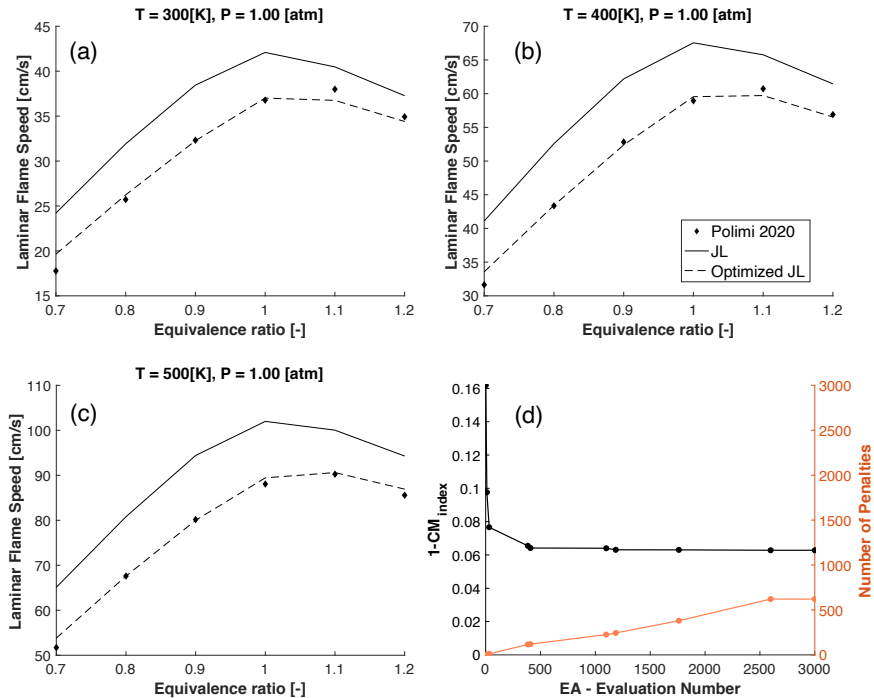 T = 300[K], P = 1.00 [atm]
(a)
Laminar Flame Speed [cm/s]
45
40
35
30
25
20
15
0.7 0.8 0.9 1 1.1 1.2
Equivalence ratio [-]
T = 400[K], P = 1.00 [atm]
(b)
Laminar Flame Speed [cm/s]
70
65
60
55
50
45
40
35
30
0.7 0.8 0.9 1 1.1 1.2
Equivalence ratio [-]
Polimi 2020
JL
Optimized JL
T = 500[K], P = 1.00 [atm]
(c)
Laminar Flame Speed [cm/s]
110
100
90
80
70
60
50
0.7 0.8 0.9 1 1.1 1.2
Equivalence ratio [-]
(d)
1-CM_index
0.16
0.14
0.12
0.1
0.08
0.06
0.04
0.02
0
0 500 1000 1500 2000 2500 3000
EA - Evaluation Number
3000
2500
2000
1500
1000
500
0
Number of Penalties